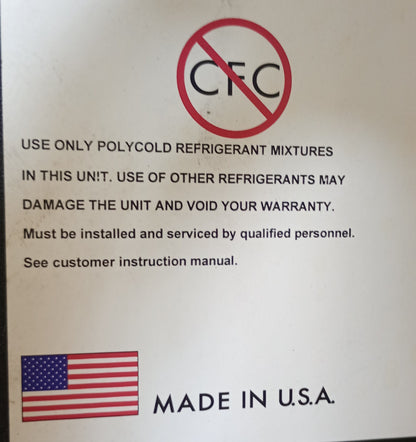 CFC
USE ONLY POLYCOLD REFRIGERANT MIXTURES
IN THIS UNIT. USE OF OTHER REFRIGERANTS MAY
DAMAGE THE UNIT AND VOID YOUR WARRANTY.
Must be installed and serviced by qualified personnel.
See customer instruction manual.
MADE IN U.S.A.